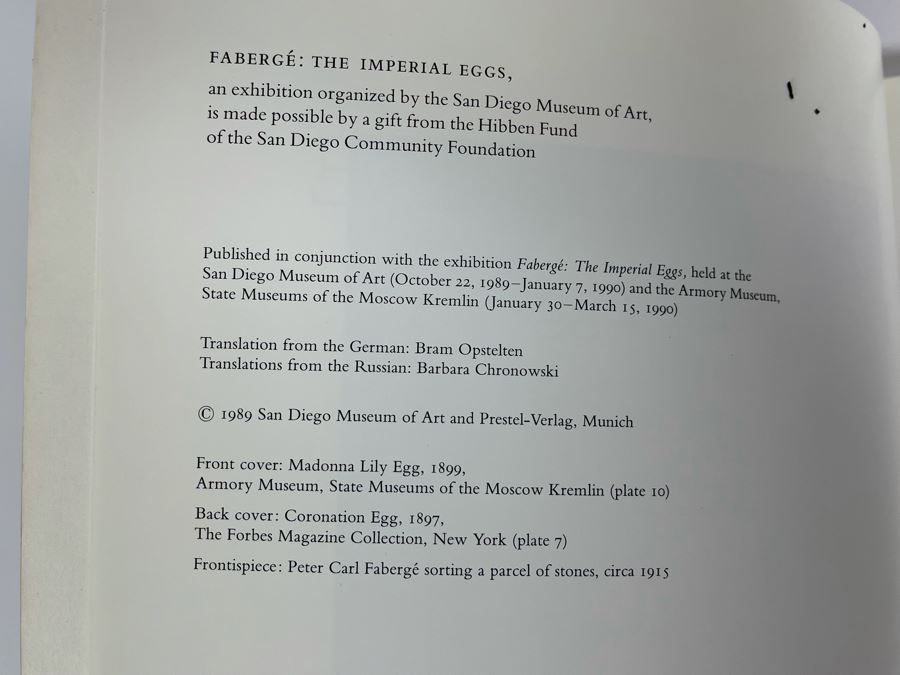 FABERGÉ: THE IMPERIAL EGGS,
an exhibition organized by the San Diego Museum of Art,
is made possible by a gift from the Hibben Fund
of the San Diego Community Foundation
Published in conjunction with the exhibition Fabergé: The Imperial Eggs, held at the
San Diego Museum of Art (October 22, 1989–January 7, 1990) and the Armory Museum,
State Museums of the Moscow Kremlin (January 30–March 15, 1990)
Translation from the German: Bram Opstelten
Translations from the Russian: Barbara Chronowski
© 1989 San Diego Museum of Art and Prestel-Verlag, Munich
Front cover: Madonna Lily Egg, 1899,
Armory Museum, State Museums of the Moscow Kremlin (plate 10)
Back cover: Coronation Egg, 1897,
The Forbes Magazine Collection, New York (plate 7)
Frontispiece: Peter Carl Fabergé sorting a parcel of stones, circa 1915